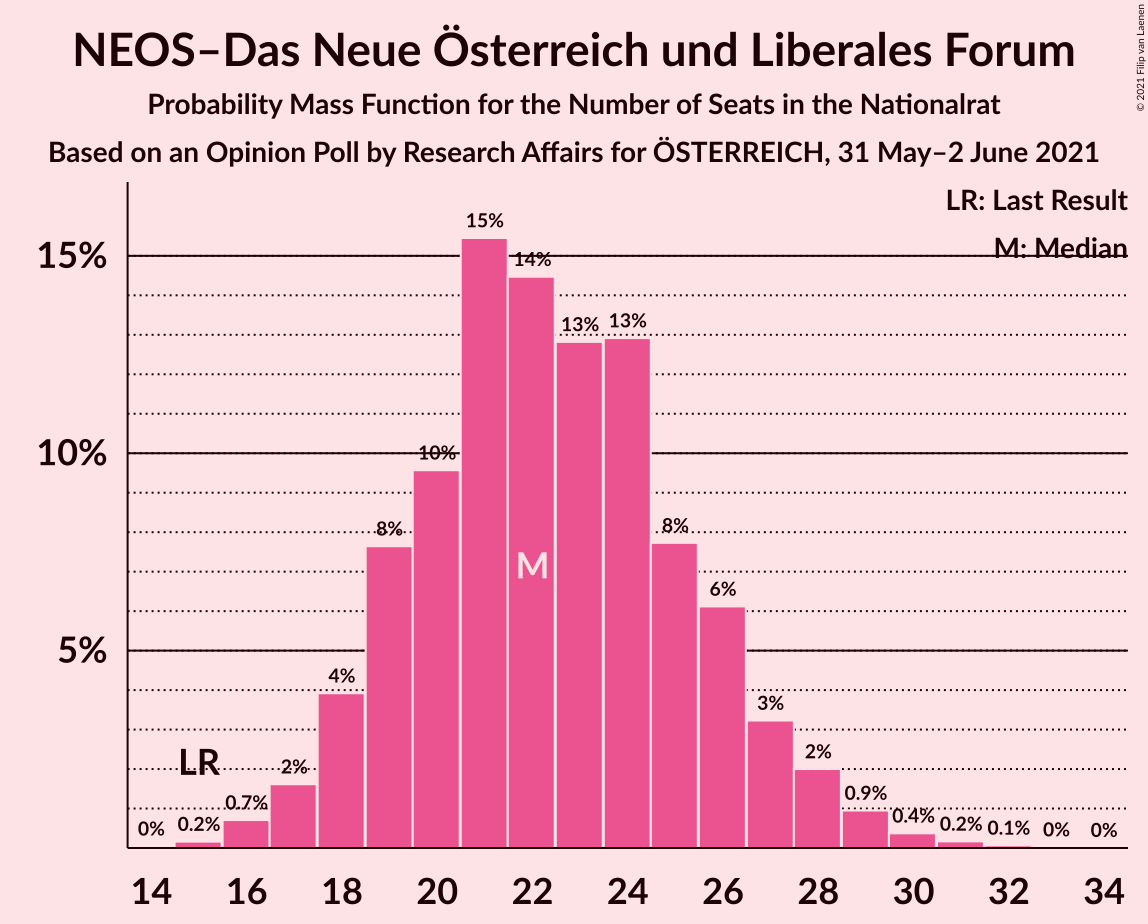 NEOS–Das Neue Österreich und Liberales Forum
Probability Mass Function for the Number of Seats in the Nationalrat
Based on an Opinion Poll by Research Affairs for ÖSTERREICH, 31 May–2 June 2021
© 2021 Filip van Laenen
LR: Last Result
M: Median
15%
10%
5%
0%
0.2%
0.7%
2%
4%
8%
10%
15%
14%
13%
13%
8%
6%
3%
2%
0.9%
0.4%
0.2%
0.1%
0%
0%
LR
M
14 16 18 20 22 24 26 28 30 32 34